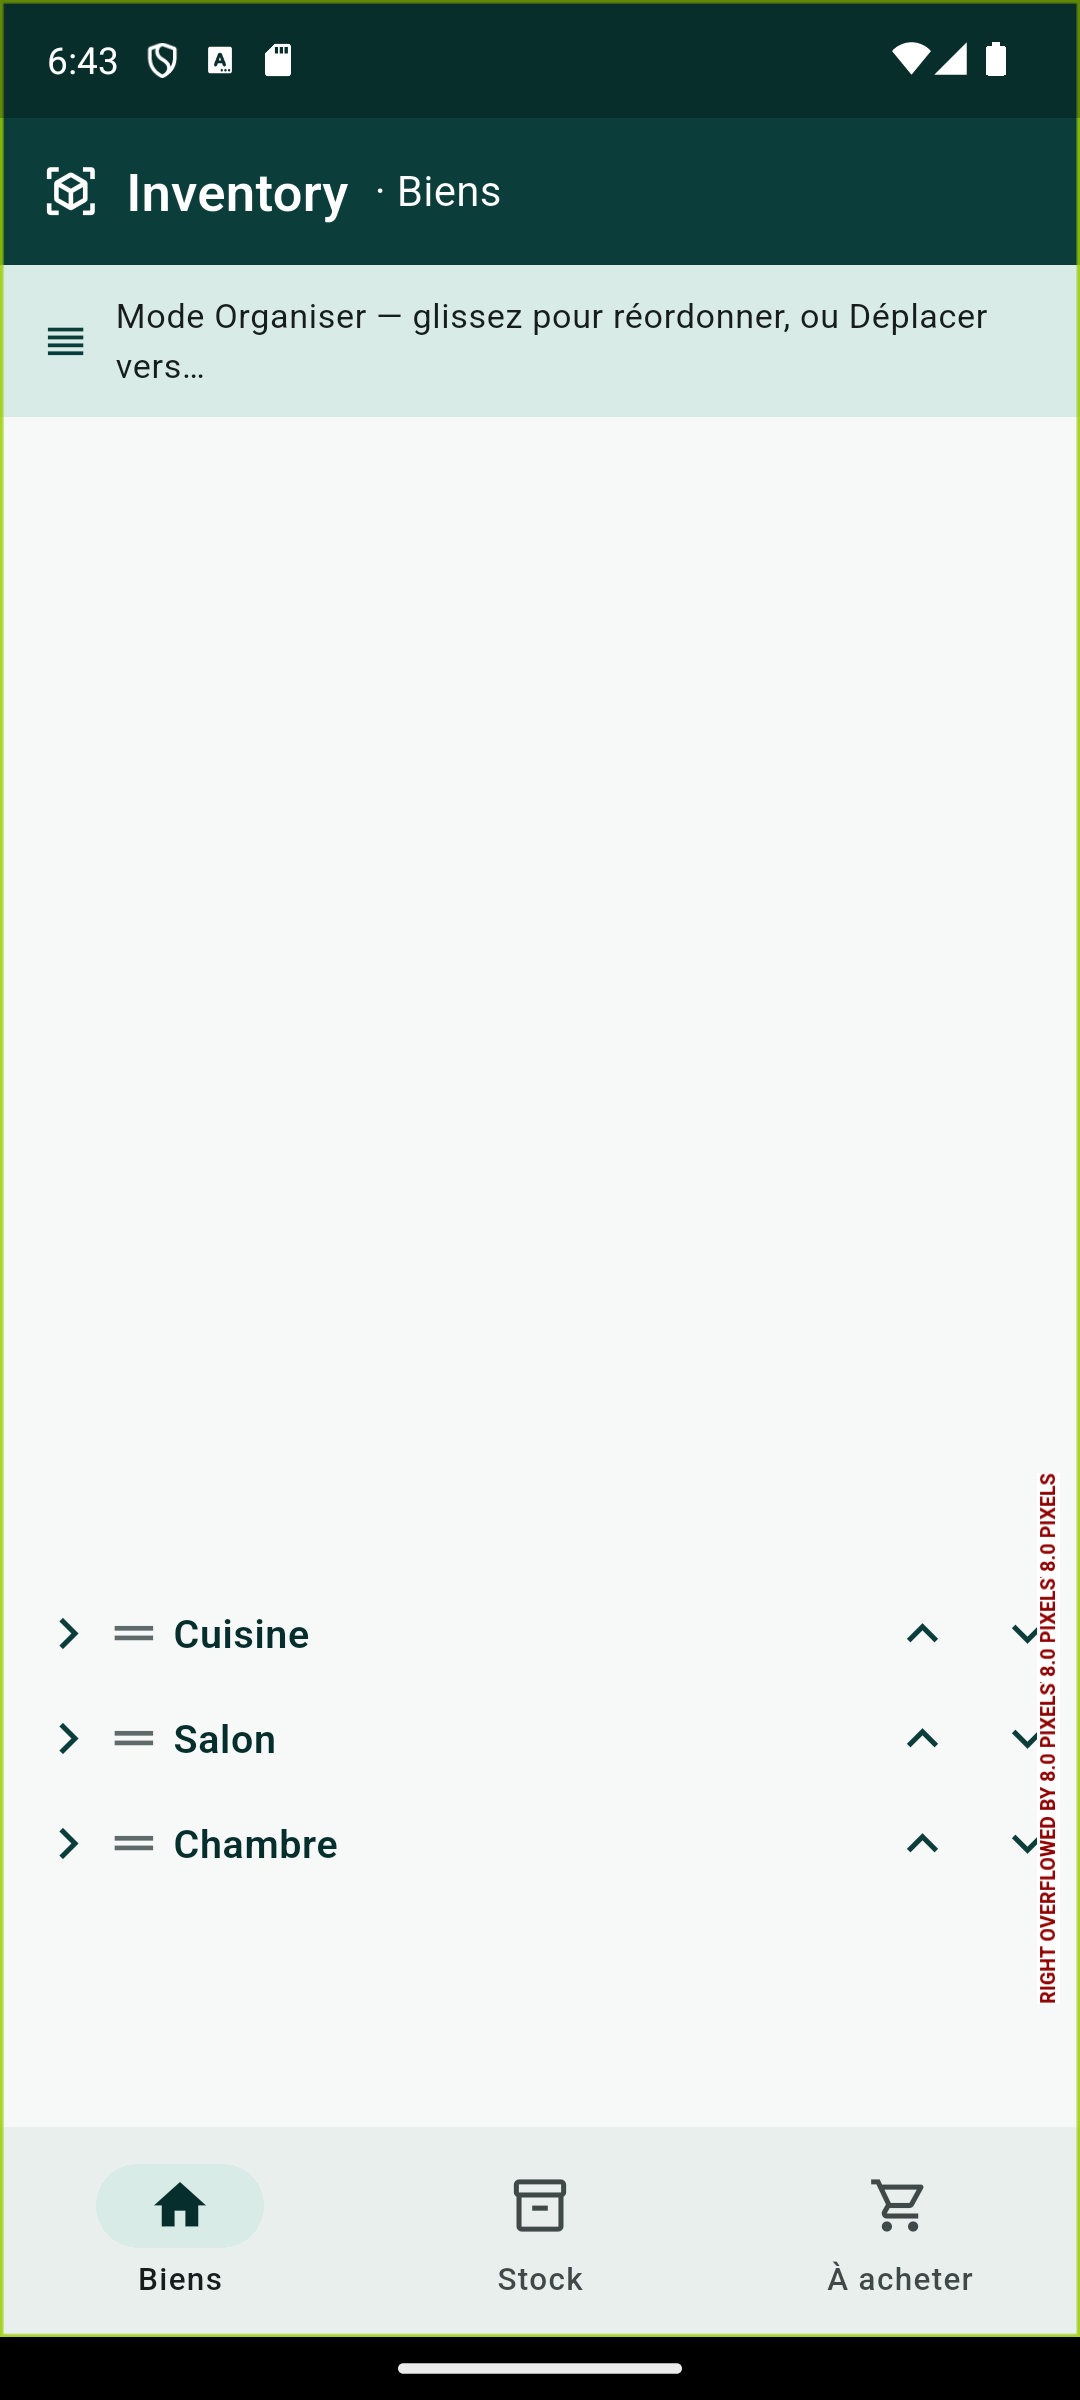 6:43
Inventory · Biens
Mode Organiser — glissez pour réordonner, ou Déplacer
vers…
Cuisine
Salon
Chambre
8.0 PIXELS
8.0 PIXELS
RIGHT OVERFLOWED BY 8.0 PIXELS
Biens
Stock
À acheter